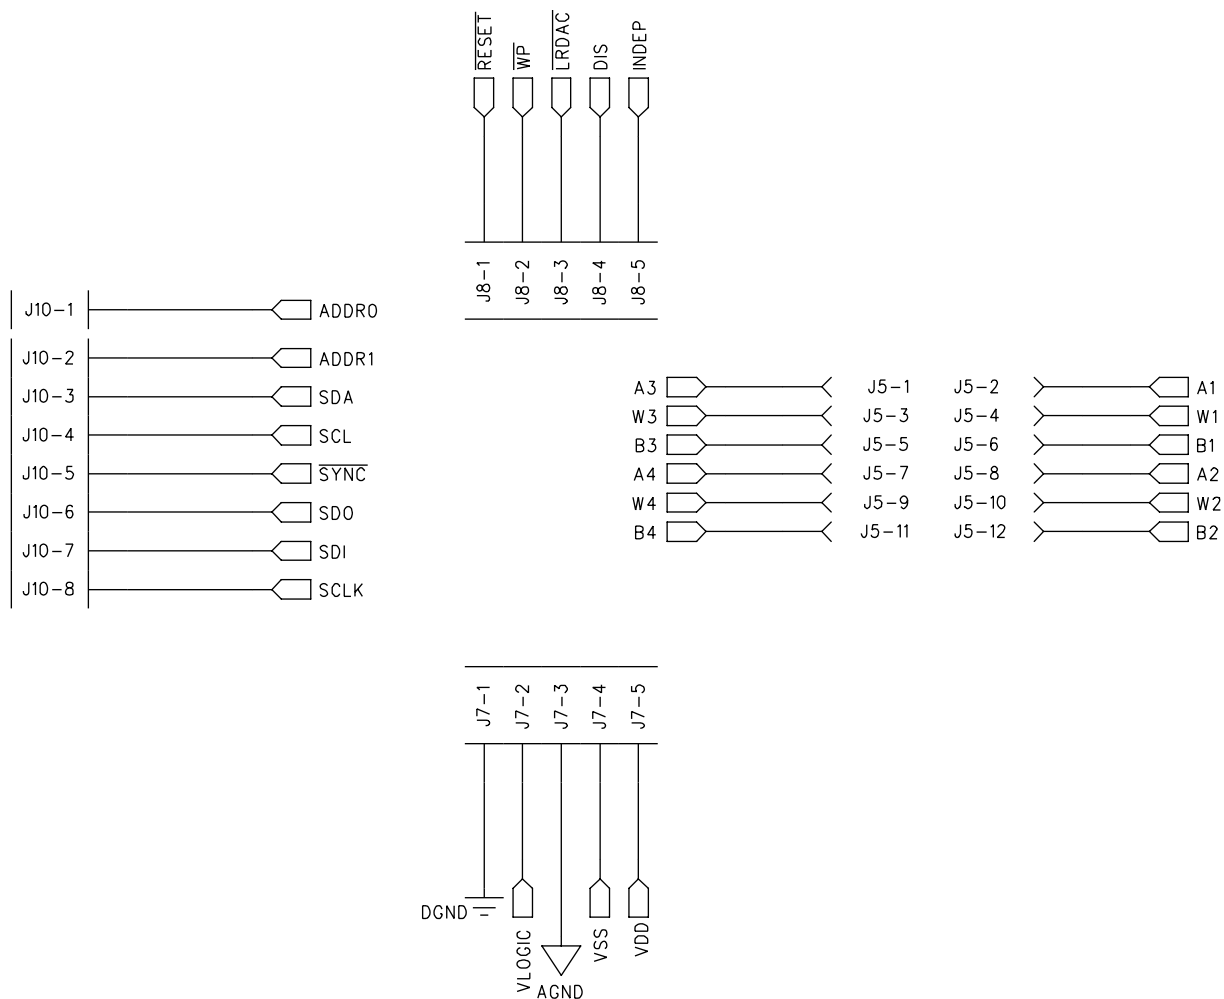 RESET
WP
LRDAC
DIS
INDEP
J8-1
J8-2
J8-3
J8-4
J8-5
J10-1 ADDR0
J10-2 ADDR1
J10-3 SDA
J10-4 SCL
J10-5 SYNC
J10-6 SDO
J10-7 SDI
J10-8 SCLK
A3 J5-1 J5-2 A1
W3 J5-3 J5-4 W1
B3 J5-5 J5-6 B1
A4 J5-7 J5-8 A2
W4 J5-9 J5-10 W2
B4 J5-11 J5-12 B2
J7-1
J7-2
J7-3
J7-4
J7-5
DGND
VLOGIC
AGND
VSS
VDD